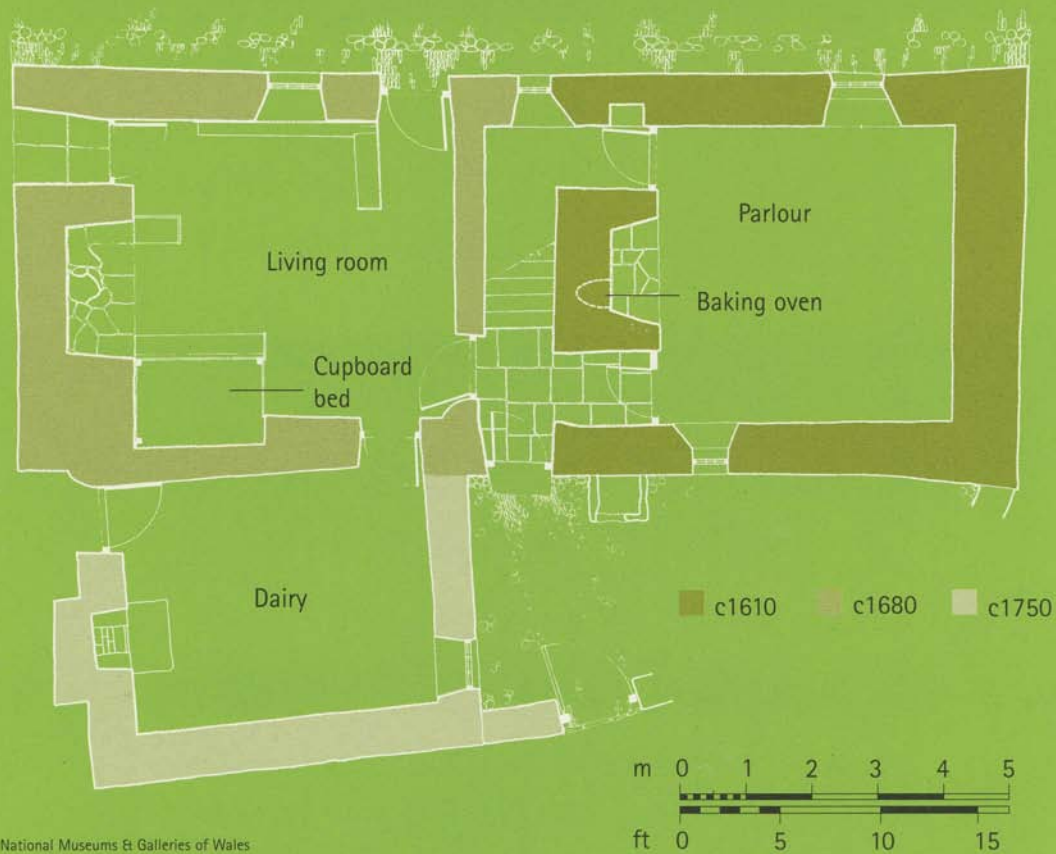 Parlour
Living room
Baking oven
Cupboard
bed
Dairy
c1610 c1680 c1750
m 0 1 2 3 4 5
ft 0 5 10 15
National Museums & Galleries of Wales